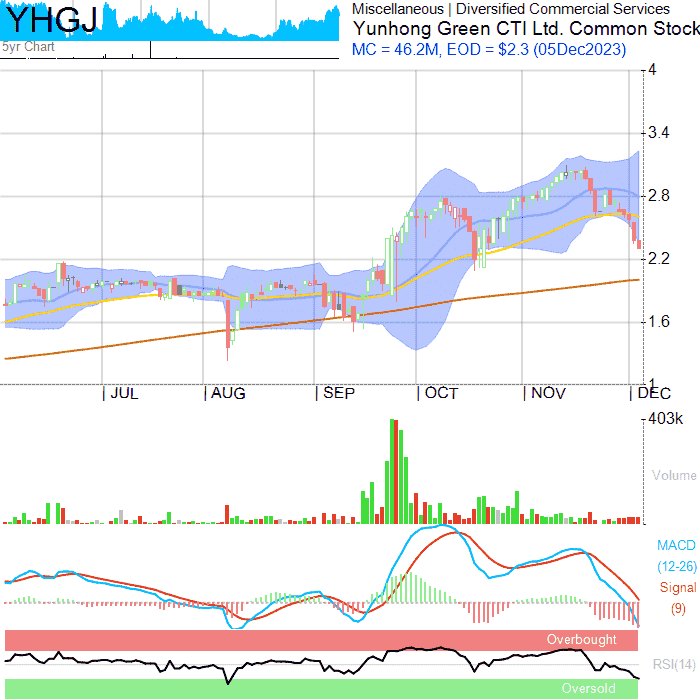 YHGJ
5yr Chart
Miscellaneous | Diversified Commercial Services
Yunhong Green CTI Ltd. Common Stock
MC = 46.2M, EOD = $2.3 (05Dec2023)
4
3.4
2.8
2.2
1.6
1
JUL
AUG
SEP
OCT
NOV
DEC
403k
Volume
MACD
(12-26)
Signal
(9)
Overbought
RSI(14)
Oversold